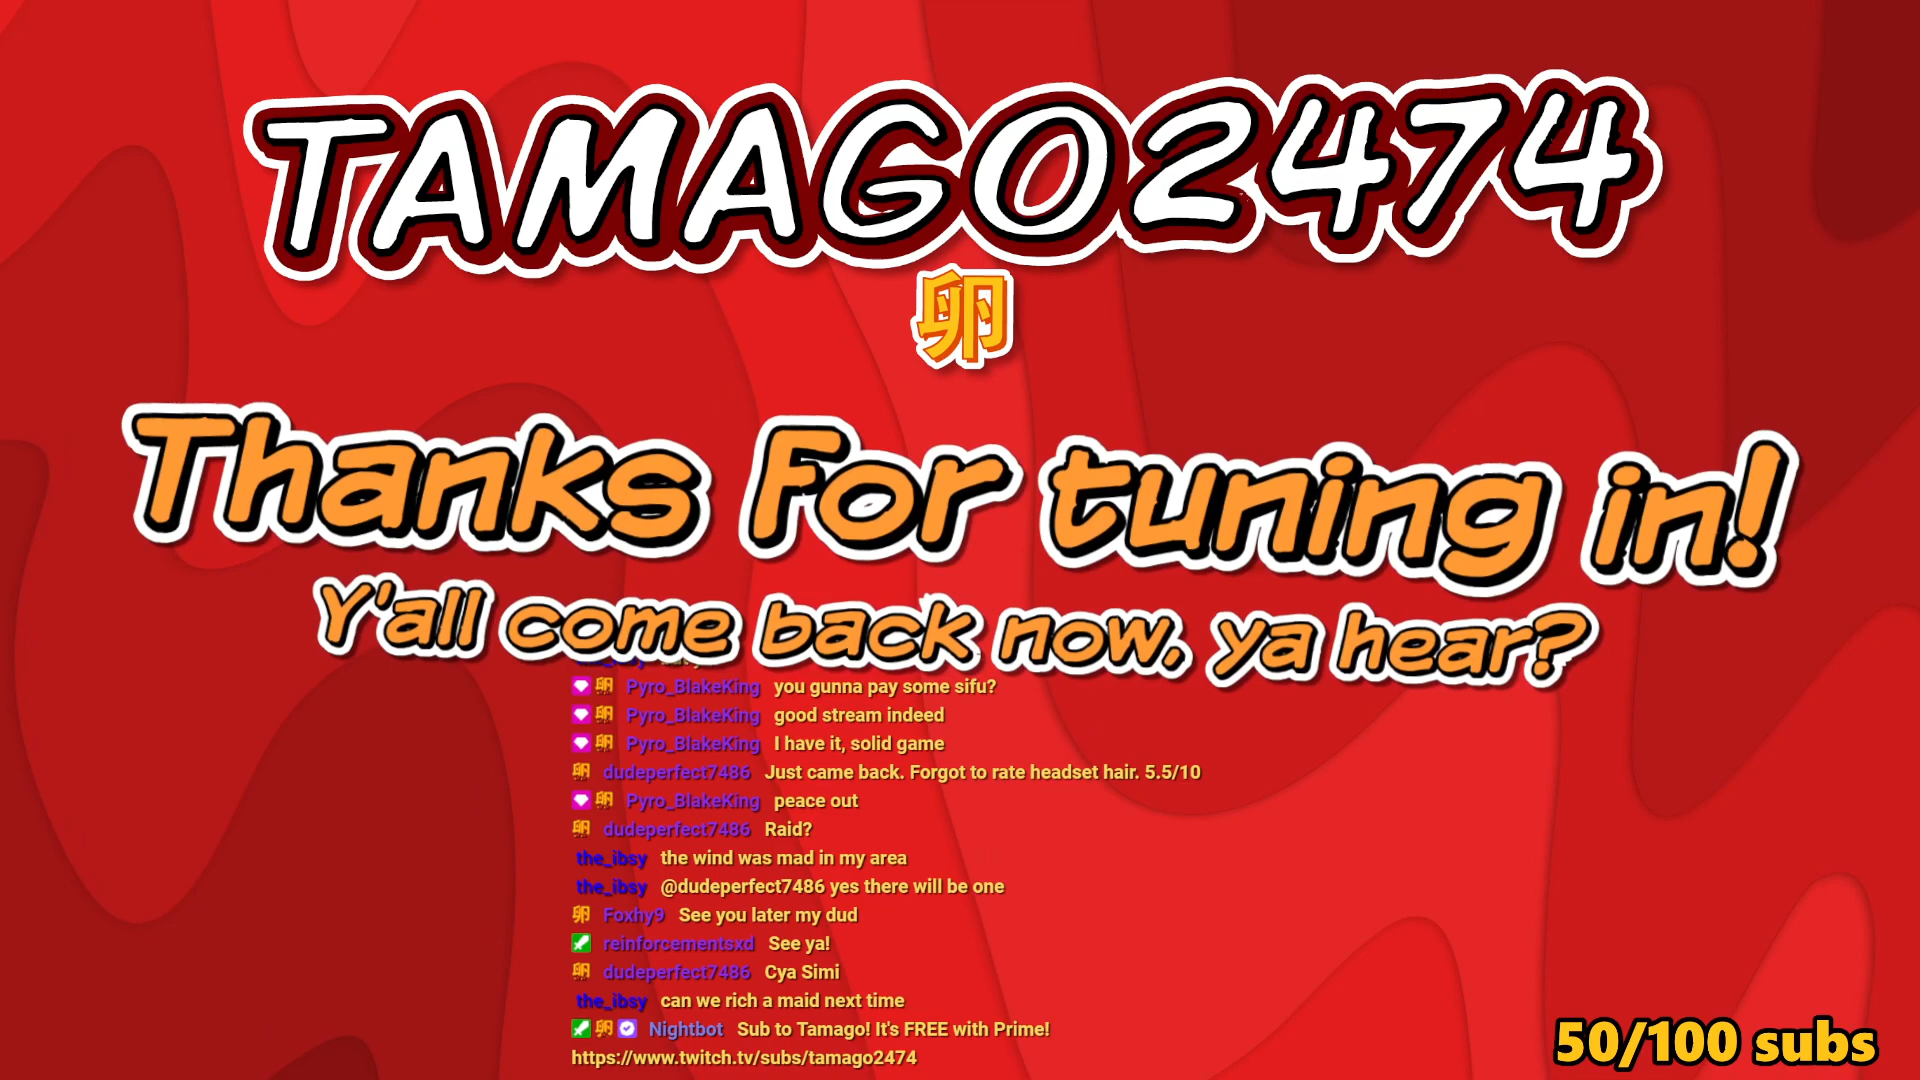 TAMAGO2474
卵
Thanks for tuning in!
Y'all come back now, ya hear?
卵 Pyro_BlakeKing you gunna pay some sifu?
卵 Pyro_BlakeKing good stream indeed
卵 Pyro_BlakeKing I have it, solid game
卵 dudeperfect7486 Just came back. Forgot to rate headset hair. 5.5/10
卵 Pyro_BlakeKing peace out
卵 dudeperfect7486 Raid?
the_ibsy the wind was mad in my area
the_ibsy @dudeperfect7486 yes there will be one
卵 Foxhy9 See you later my dud
reinforcementsxd See ya!
卵 dudeperfect7486 Cya Simi
the_ibsy can we rich a maid next time
卵 Nightbot Sub to Tamago! It's FREE with Prime!
https://www.twitch.tv/subs/tamago2474
50/100 subs